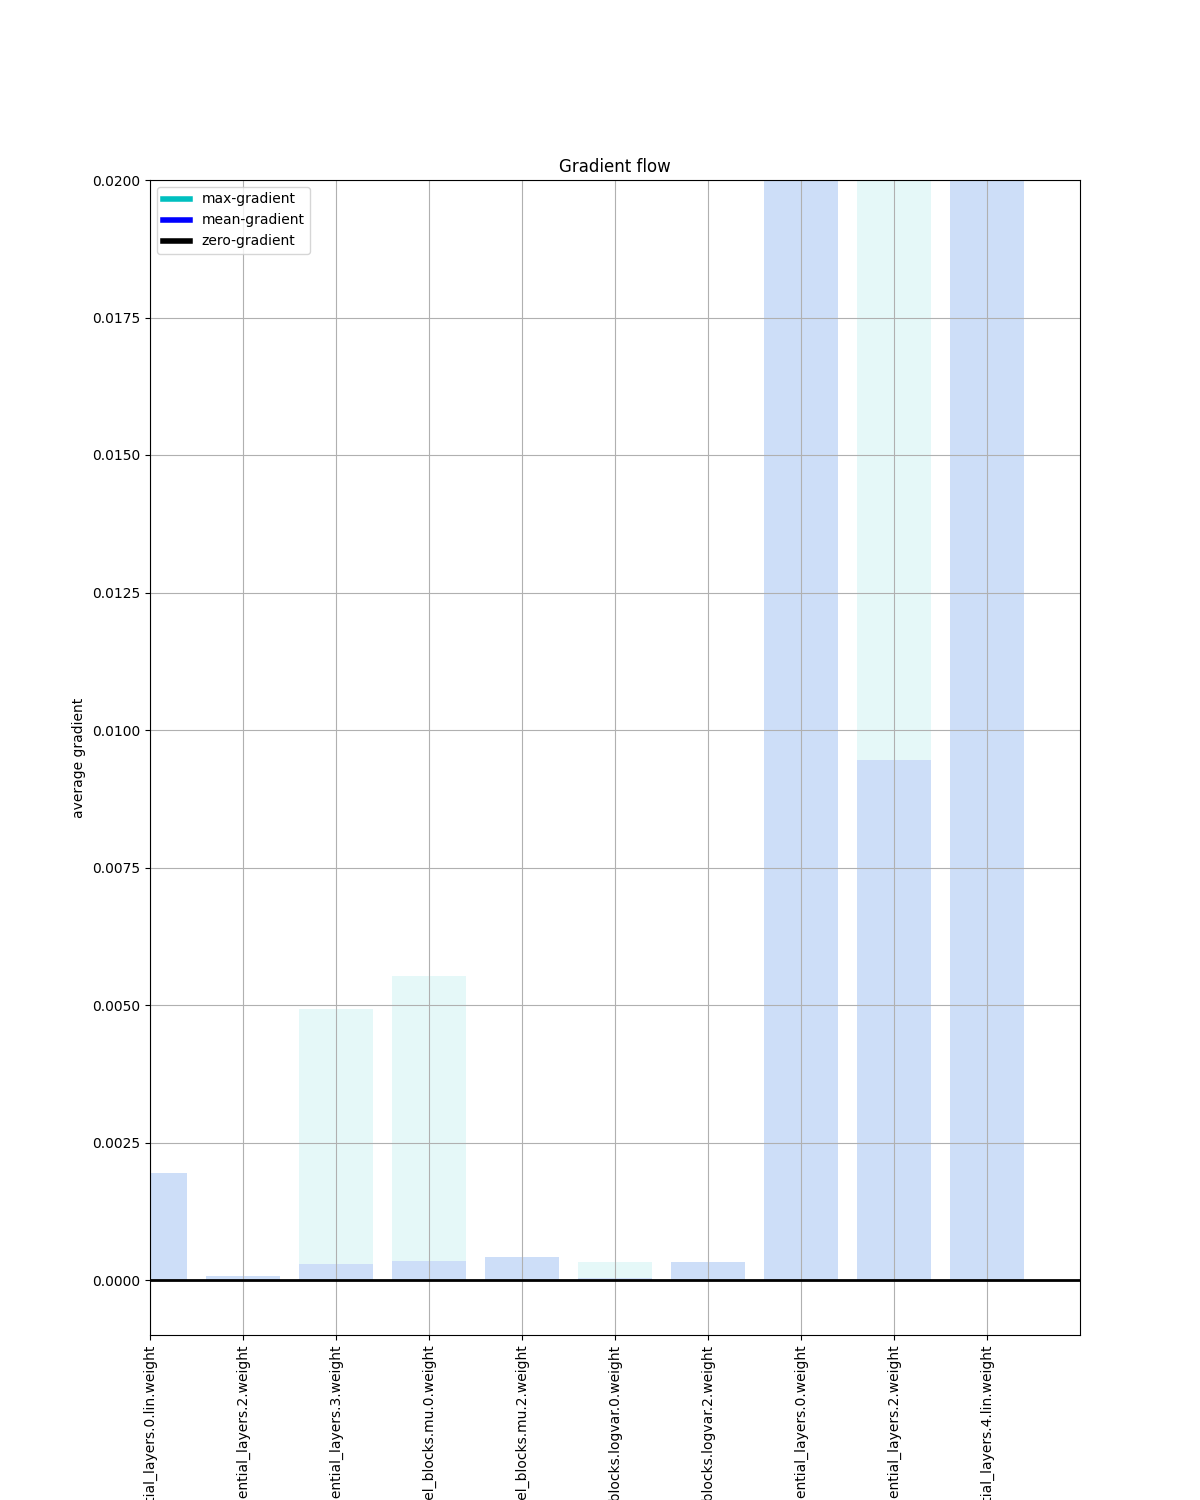 Gradient flow
max-gradient
mean-gradient
zero-gradient
0.0200
0.0175
0.0150
0.0125
0.0100
0.0075
0.0050
0.0025
0.0000
average gradient
tial_layers.0.lin.weight
ential_layers.2.weight
ential_layers.3.weight
el_blocks.mu.0.weight
el_blocks.mu.2.weight
blocks.logvar.0.weight
blocks.logvar.2.weight
ential_layers.0.weight
ential_layers.2.weight
tial_layers.4.lin.weight